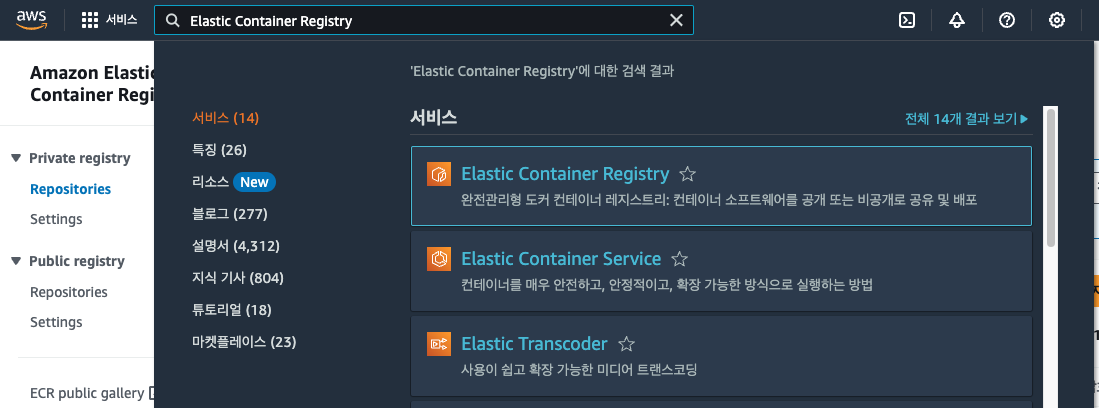 aws
서비스
Elastic Container Registry
Amazon Elastic
Container Regi
Private registry
Repositories
Settings
Public registry
Repositories
Settings
ECR public gallery
'Elastic Container Registry'에 대한 검색 결과
서비스 (14)
특징 (26)
리소스 New
블로그 (277)
설명서 (4,312)
지식 기사 (804)
튜토리얼 (18)
마켓플레이스 (23)
서비스
전체 14개 결과 보기
Elastic Container Registry
완전관리형 도커 컨테이너 레지스트리: 컨테이너 소프트웨어를 공개 또는 비공개로 공유 및 배포
Elastic Container Service
컨테이너를 매우 안전하고, 안정적이고, 확장 가능한 방식으로 실행하는 방법
Elastic Transcoder
사용이 쉽고 확장 가능한 미디어 트랜스코딩